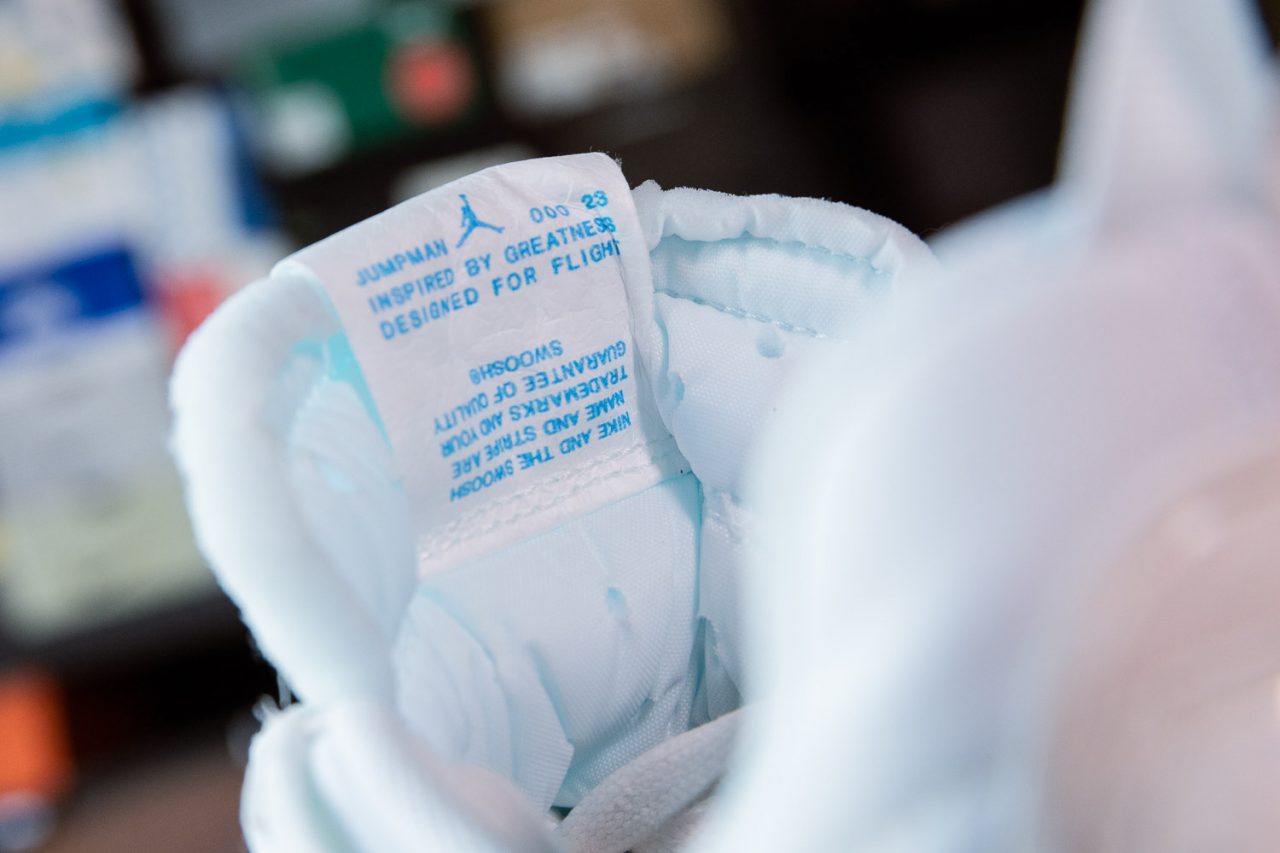 JUMPMAN 000 23
INSPIRED BY GREATNESS
DESIGNED FOR FLIGHT
NIKE AND THE SWOOSH
NAME AND STRIPE ARE
TRADEMARKS AND YOUR
GUARANTEE OF QUALITY
SWOOSH®